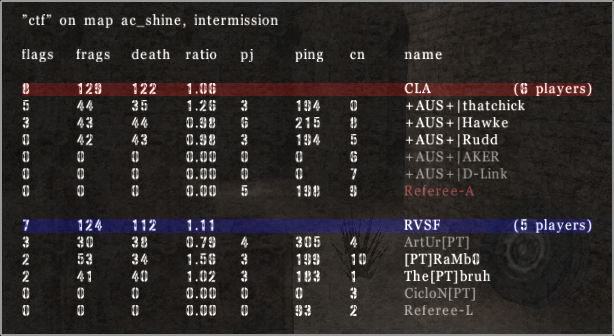 "ctf" on map ac_shine, intermission
flags frags death ratio pj ping cn name
8 129 122 1.06 CLA (6 players)
5 44 35 1.26 3 194 0 +AUS+|thatchick
3 43 44 0.98 6 215 8 +AUS+|Hawke
0 42 43 0.98 3 194 5 +AUS+|Rudd
0 0 0 0.00 0 0 6 +AUS+|AKER
0 0 0 0.00 0 0 7 +AUS+|D-Link
0 0 0 0.00 5 198 9 Referee-A
7 124 112 1.11 RVSF (5 players)
3 30 38 0.79 4 305 4 ArtUr[PT]
2 53 34 1.56 3 199 10 [PT]RaMb0
2 41 40 1.02 3 183 1 The[PT]bruh
0 0 0 0.00 0 0 3 CicloN[PT]
0 0 0 0.00 0 93 2 Referee-L